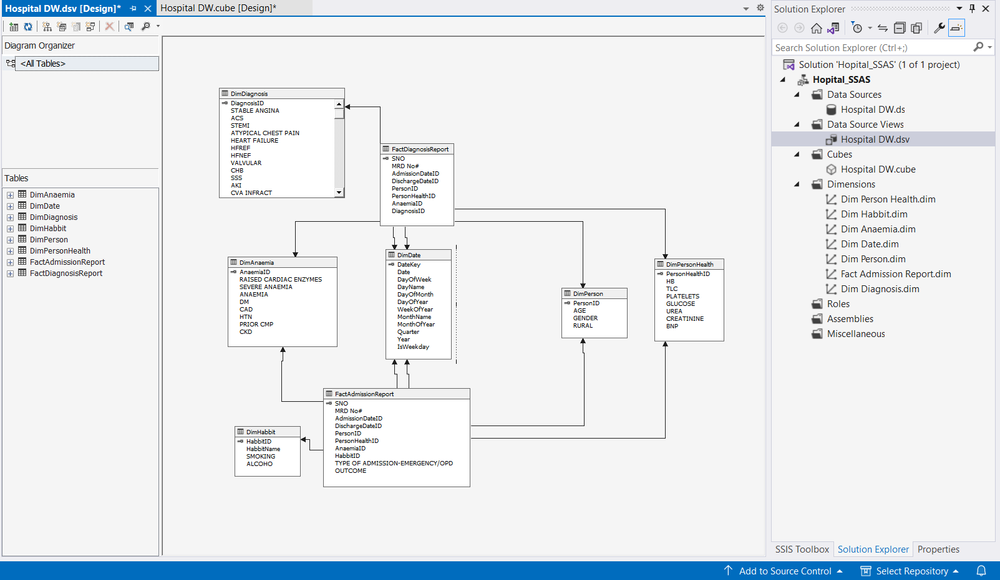 Hospital DW.dsv [Design]*
Hospital DW.cube [Design]*
Diagram Organizer
<All Tables>
Tables
DimAnaemia
DimDate
DimDiagnosis
DimHabbit
DimPerson
DimPersonHealth
FactAdmissionReport
FactDiagnosisReport
DimDiagnosis
DiagnosisID
STABLE ANGINA
ACS
STEMI
ATYPICAL CHEST PAIN
HEART FAILURE
HFREF
HFNEF
VALVULAR
CHB
SSS
AKI
CVA INFRACT
FactDiagnosisReport
SNO
MRD No#
AdmissionDateID
DischargeDateID
PersonID
PersonHealthID
AnaemiaID
DiagnosisID
DimAnaemia
AnaemiaID
RAISED CARDIAC ENZYMES
SEVERE ANAEMIA
ANAEMIA
DM
CAD
HTN
PRIOR CMP
CKD
DimDate
DateKey
Date
DayOfWeek
DayName
DayOfMonth
DayOfYear
WeekOfYear
MonthName
MonthOfYear
Quarter
Year
IsWeekday
DimPerson
PersonID
AGE
GENDER
RURAL
DimPersonHealth
PersonHealthID
HB
TLC
PLATELETS
GLUCOSE
UREA
CREATININE
BNP
FactAdmissionReport
SNO
MRD No#
AdmissionDateID
DischargeDateID
PersonID
PersonHealthID
AnaemiaID
HabbitID
TYPE OF ADMISSION-EMERGENCY/OPD
OUTCOME
DimHabbit
HabbitID
HabbitName
SMOKING
ALCOHO
Solution Explorer
Search Solution Explorer (Ctrl+;)
Solution 'Hopital_SSAS' (1 of 1 project)
Hopital_SSAS
Data Sources
Hospital DW.ds
Data Source Views
Hospital DW.dsv
Cubes
Hospital DW.cube
Dimensions
Dim Person Health.dim
Dim Habbit.dim
Dim Anaemia.dim
Dim Date.dim
Dim Person.dim
Fact Admission Report.dim
Dim Diagnosis.dim
Roles
Assemblies
Miscellaneous
SSIS Toolbox
Solution Explorer
Properties
Add to Source Control
Select Repository